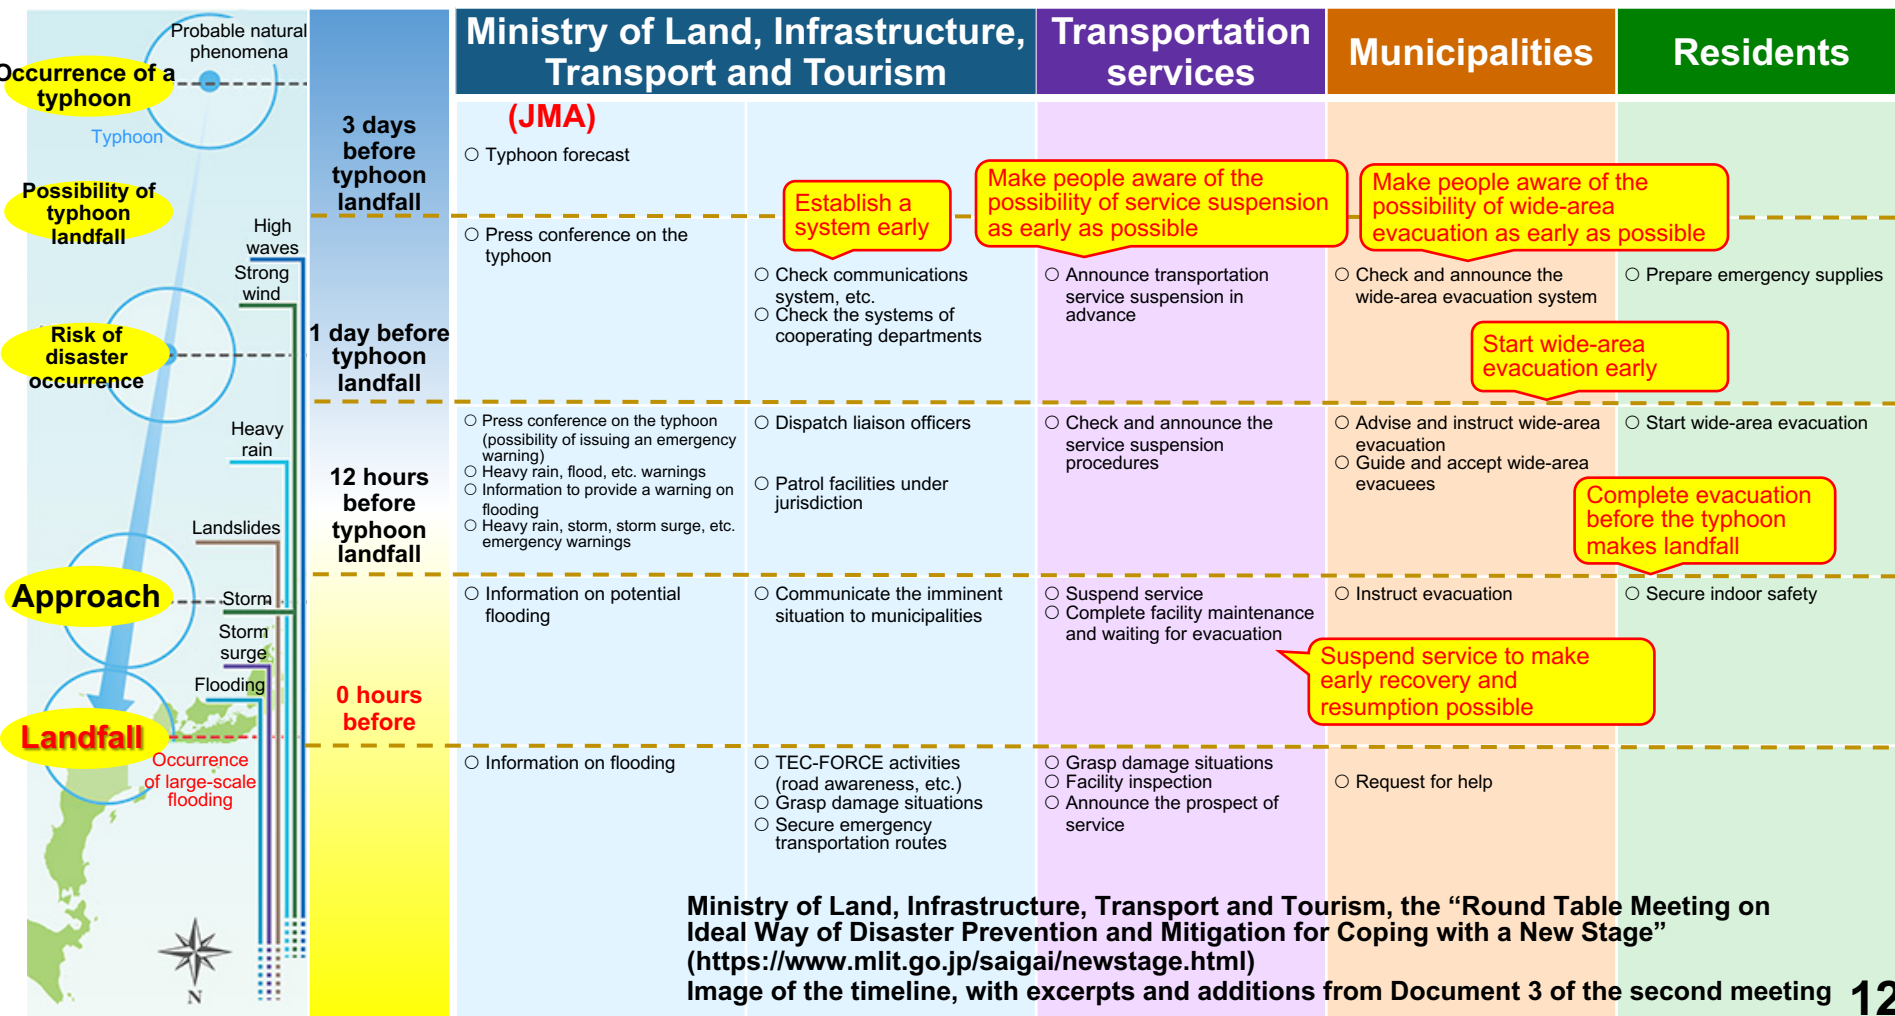 Ministry of Land, Infrastructure,
Transport and Tourism
Transportation
services
Municipalities
Residents
Probable natural
phenomena
Occurrence of a
typhoon
Typhoon
Possibility of
typhoon
landfall
High
waves
Strong
wind
Risk of
disaster
occurrence
Heavy
rain
Landslides
Approach
Storm
Storm
surge
Flooding
Landfall
Occurrence
of large-scale
flooding
N
3 days
before
typhoon
landfall
1 day before
typhoon
landfall
12 hours
before
typhoon
landfall
0 hours
before
(JMA)
○ Typhoon forecast
Establish a
system early
Make people aware of the
possibility of service suspension
as early as possible
Make people aware of the
possibility of wide-area
evacuation as early as possible
○ Press conference on the
typhoon
○ Check communications
system, etc.
○ Check the systems of
cooperating departments
○ Announce transportation
service suspension in
advance
○ Check and announce the
wide-area evacuation system
○ Prepare emergency supplies
Start wide-area
evacuation early
○ Press conference on the typhoon
(possibility of issuing an emergency
warning)
○ Heavy rain, flood, etc. warnings
○ Information to provide a warning on
flooding
○ Heavy rain, storm, storm surge, etc.
emergency warnings
○ Dispatch liaison officers
○ Patrol facilities under
jurisdiction
○ Check and announce the
service suspension
procedures
○ Advise and instruct wide-area
evacuation
○ Guide and accept wide-area
evacuees
○ Start wide-area evacuation
Complete evacuation
before the typhoon
makes landfall
○ Information on potential
flooding
○ Communicate the imminent
situation to municipalities
○ Suspend service
○ Complete facility maintenance
and waiting for evacuation
○ Instruct evacuation
○ Secure indoor safety
Suspend service to make
early recovery and
resumption possible
○ Information on flooding
○ TEC-FORCE activities
(road awareness, etc.)
○ Grasp damage situations
○ Secure emergency
transportation routes
○ Grasp damage situations
○ Facility inspection
○ Announce the prospect of
service
○ Request for help
Ministry of Land, Infrastructure, Transport and Tourism, the “Round Table Meeting on
Ideal Way of Disaster Prevention and Mitigation for Coping with a New Stage”
(https://www.mlit.go.jp/saigai/newstage.html)
Image of the timeline, with excerpts and additions from Document 3 of the second meeting
12